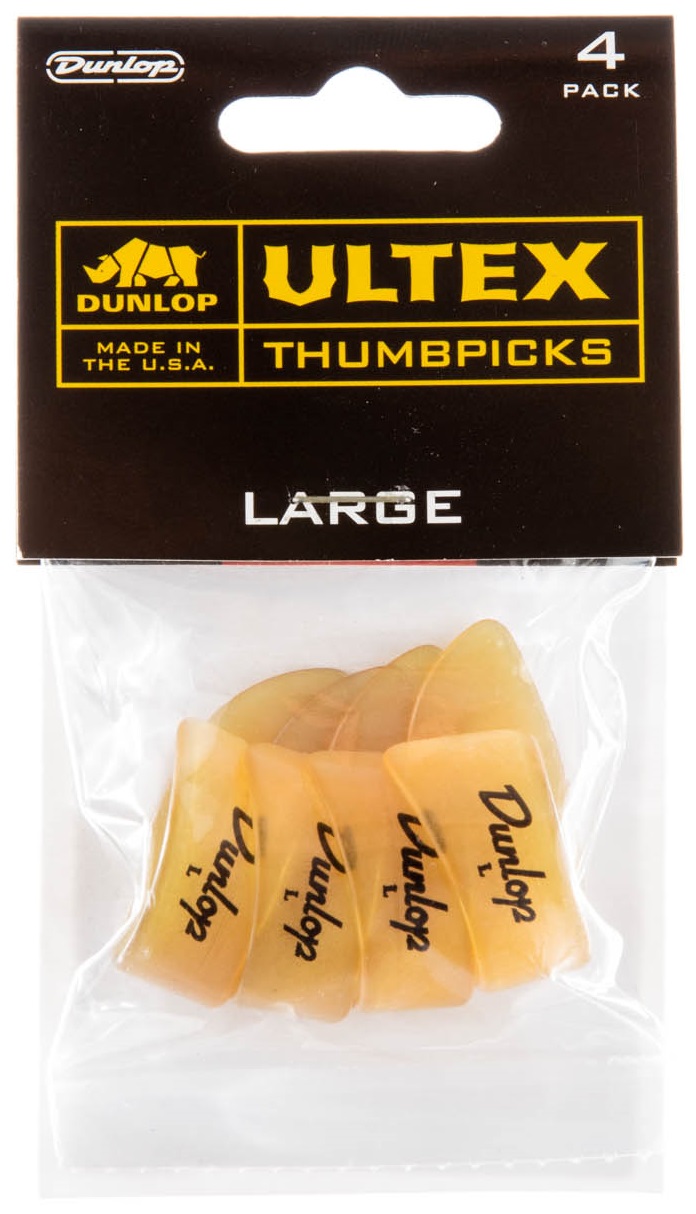 Dunlop
4
PACK
DUNLOP
ULTEX
MADE IN
THE U.S.A.
THUMBPICKS
LARGE
Dunlop
L
Dunlop
L
Dunlop
L
Dunlop
L